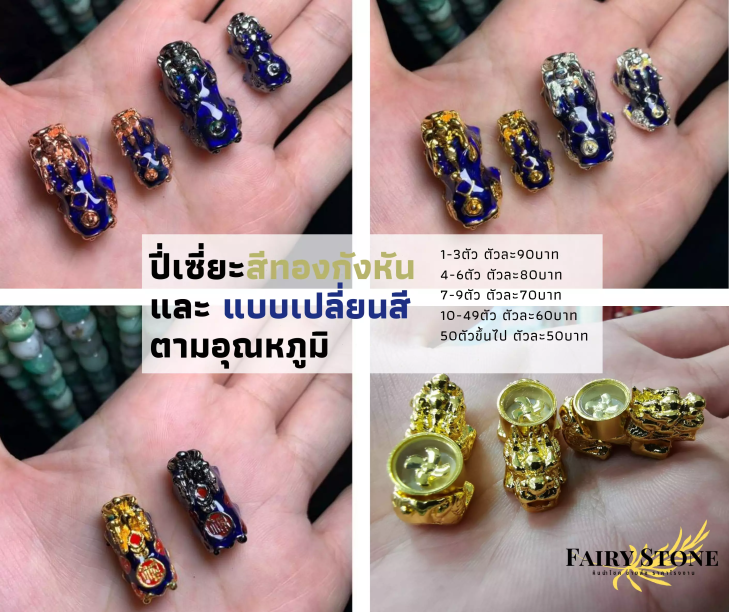 ปี่เซี่ยะสีทองกังหัน
และ แบบเปลี่ยนสี
ตามอุณหภูมิ
1-3ตัว ตัวละ90บาท
4-6ตัว ตัวละ80บาท
7-9ตัว ตัวละ70บาท
10-49ตัว ตัวละ60บาท
50ตัวขึ้นไป ตัวละ50บาท
FAIRY STONE